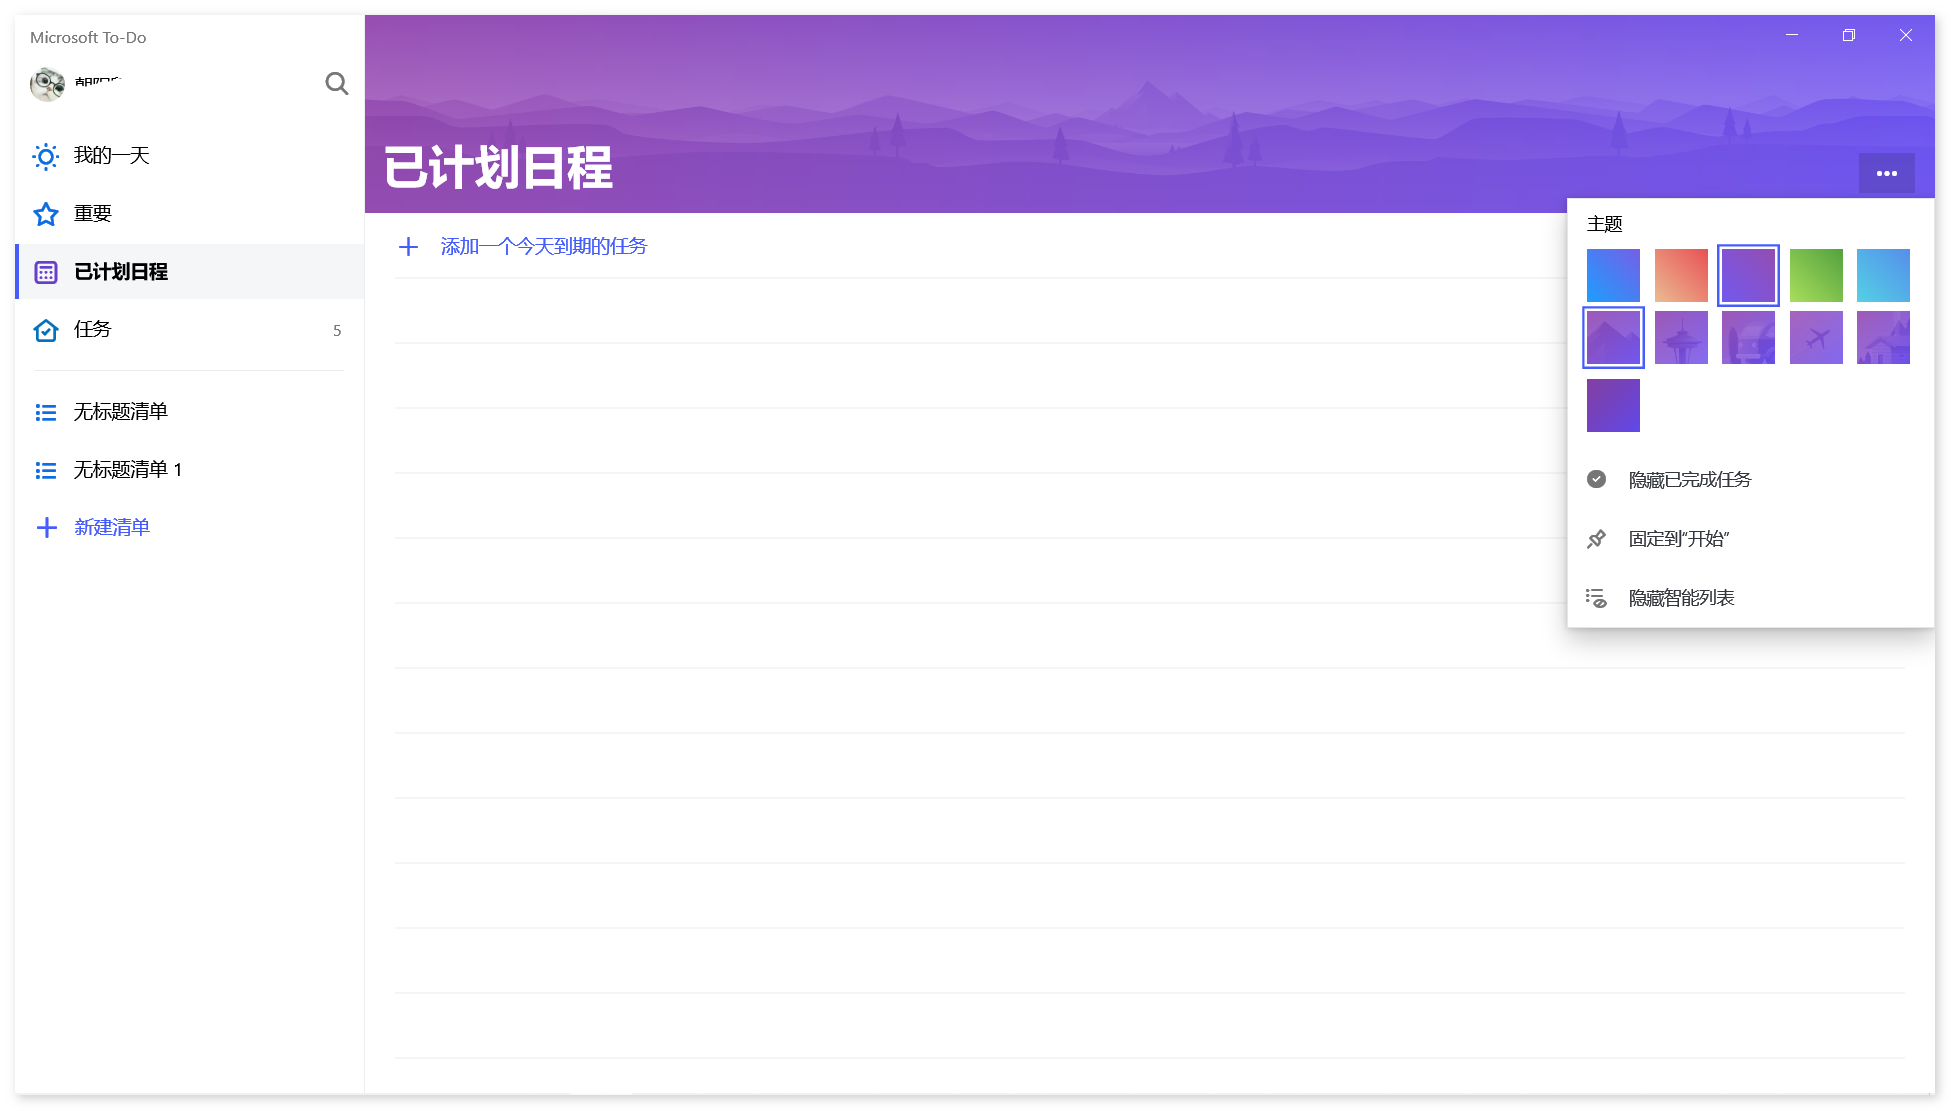 Microsoft To-Do
我的一天
重要
已计划日程
任务
5
无标题清单
无标题清单 1
新建清单
已计划日程
添加一个今天到期的任务
主题
隐藏已完成任务
固定到“开始”
隐藏智能列表